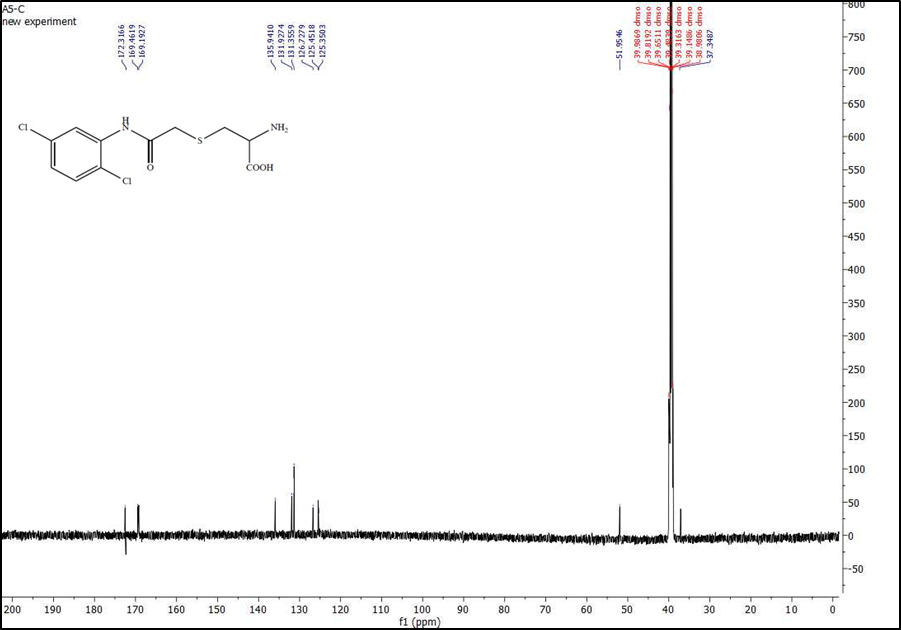 A5-C
new experiment
172.3166
169.4619
169.1927
135.9410
131.9274
131.3559
126.7279
125.4518
125.3503
51.9546
39.9869 dmso
39.8192 dmso
39.6511 dmso
39.4839 dmso
39.3163 dmso
39.1486 dmso
38.9806 dmso
37.3487
Cl
H
N
O
S
NH2
COOH
Cl
800
750
700
650
600
550
500
450
400
350
300
250
200
150
100
50
0
-50
200 190 180 170 160 150 140 130 120 110 100 90 80 70 60 50 40 30 20 10 0
f1 (ppm)